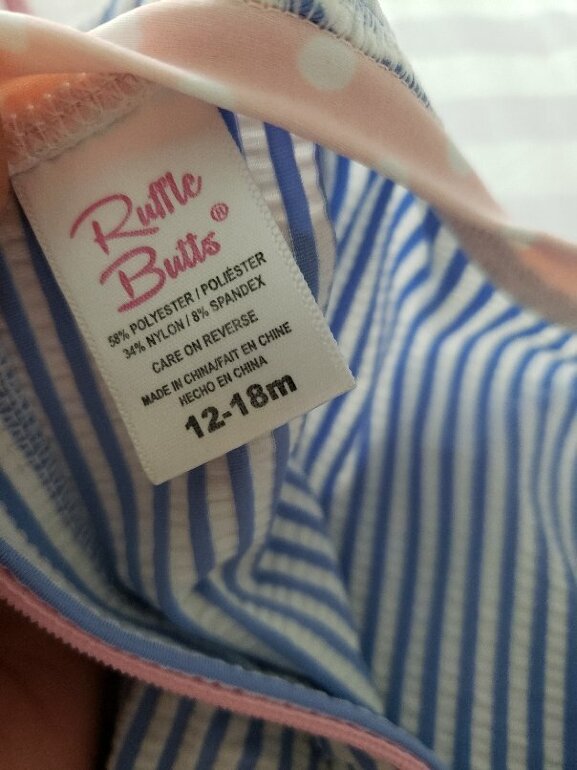 Ruffle
Butts®
58% POLYESTER / POLIÉSTER
34% NYLON / 8% SPANDEX
CARE ON REVERSE
MADE IN CHINA/FAIT EN CHINE
HECHO EN CHINA
12-18m